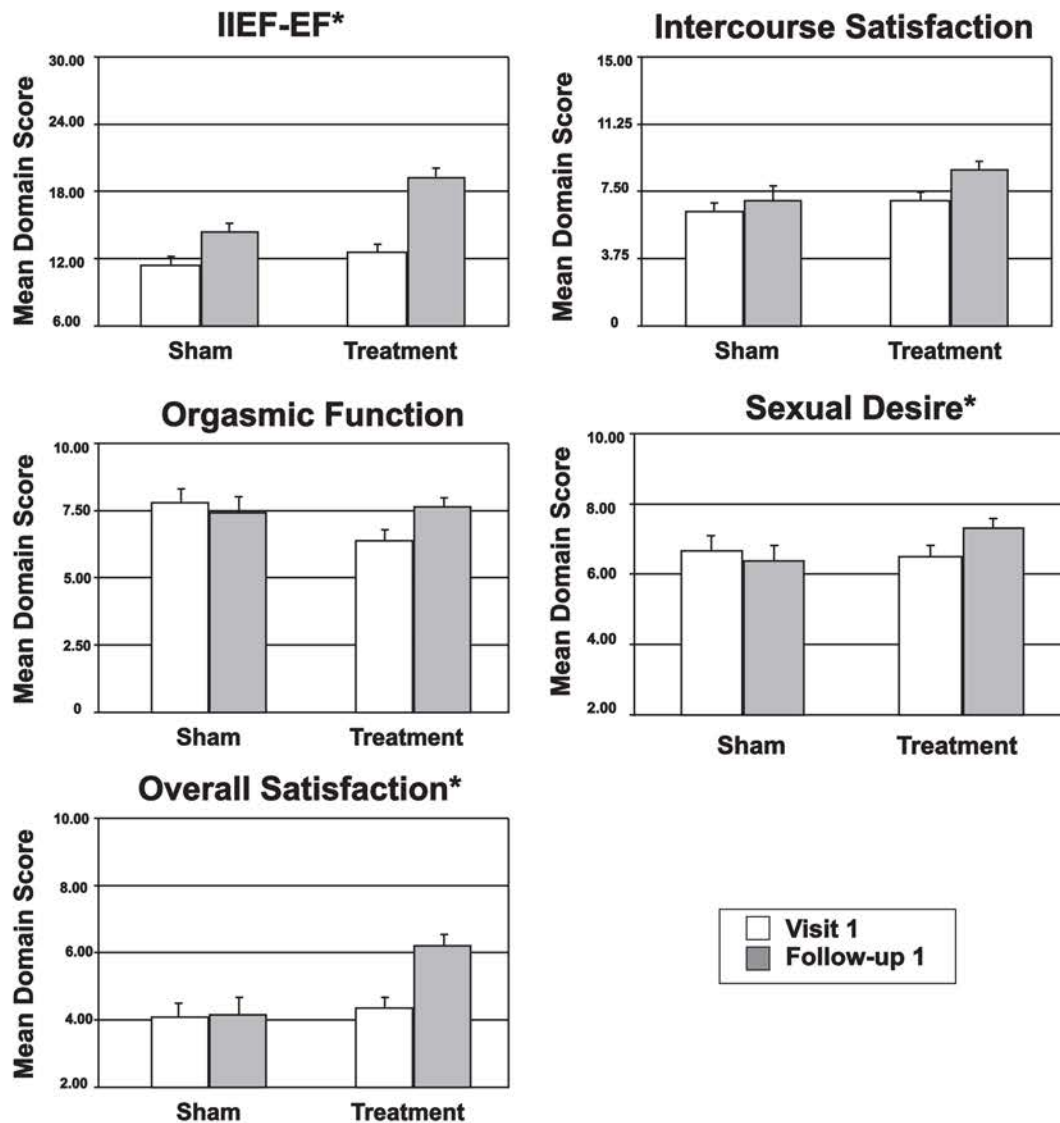 IIEF-EF*
Mean Domain Score
30.00
24.00
18.00
12.00
6.00
Sham Treatment
Intercourse Satisfaction
Mean Domain Score
15.00
11.25
7.50
3.75
0
Sham Treatment
Orgasmic Function
Mean Domain Score
10.00
7.50
5.00
2.50
0
Sham Treatment
Sexual Desire*
Mean Domain Score
10.00
8.00
6.00
4.00
2.00
Sham Treatment
Overall Satisfaction*
Mean Domain Score
10.00
8.00
6.00
4.00
2.00
Sham Treatment
Visit 1
Follow-up 1